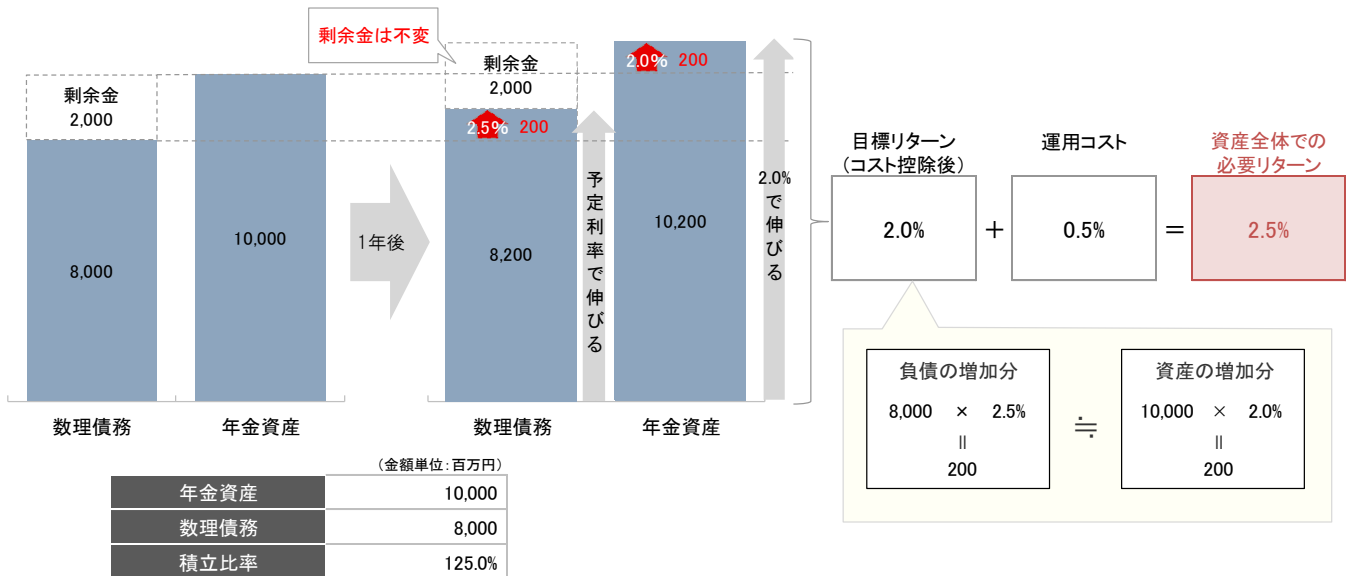 剰余金は不変
剰余金
2,000
8,000
10,000
数理債務
年金資産
1年後
剰余金
2,000
2.5%
200
8,200
予定利率で伸びる
2.0%
200
10,200
2.0%で伸びる
数理債務
年金資産
目標リターン
(コスト控除後)
2.0%
+
運用コスト
0.5%
=
資産全体での
必要リターン
2.5%
負債の増加分
8,000 × 2.5%
=
200
≒
資産の増加分
10,000 × 2.0%
=
200
(金額単位:百万円)
年金資産 10,000
数理債務 8,000
積立比率 125.0%